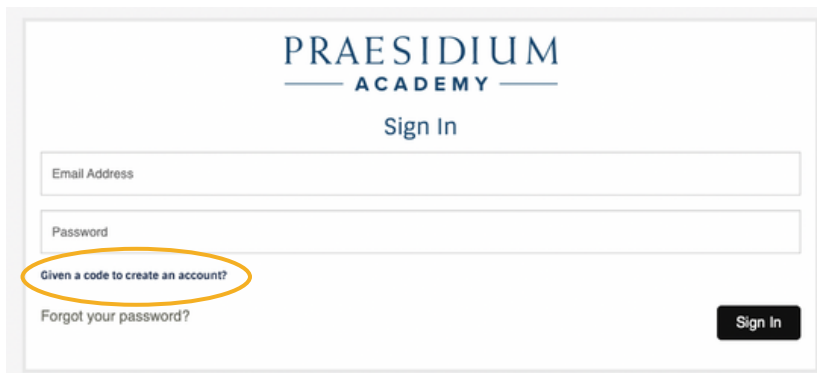 PRAESIDIUM
ACADEMY
Sign In
Email Address
Password
Given a code to create an account?
Forgot your password?
Sign In